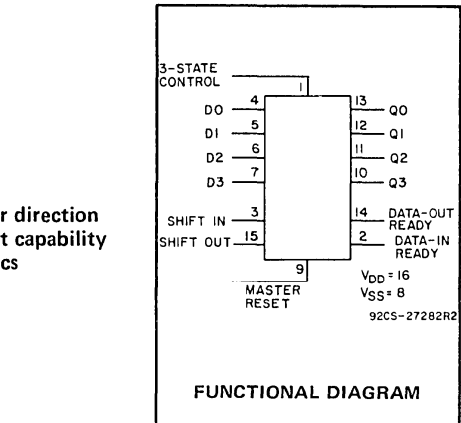 3-STATE
CONTROL
1
D0 4
D1 5
D2 6
D3 7
SHIFT IN 3
SHIFT OUT 15
9
MASTER
RESET
13 Q0
12 Q1
11 Q2
10 Q3
14 DATA-OUT
READY
2 DATA-IN
READY
VDD = 16
VSS = 8
92CS-27282R2
r direction
t capability
cs
FUNCTIONAL DIAGRAM